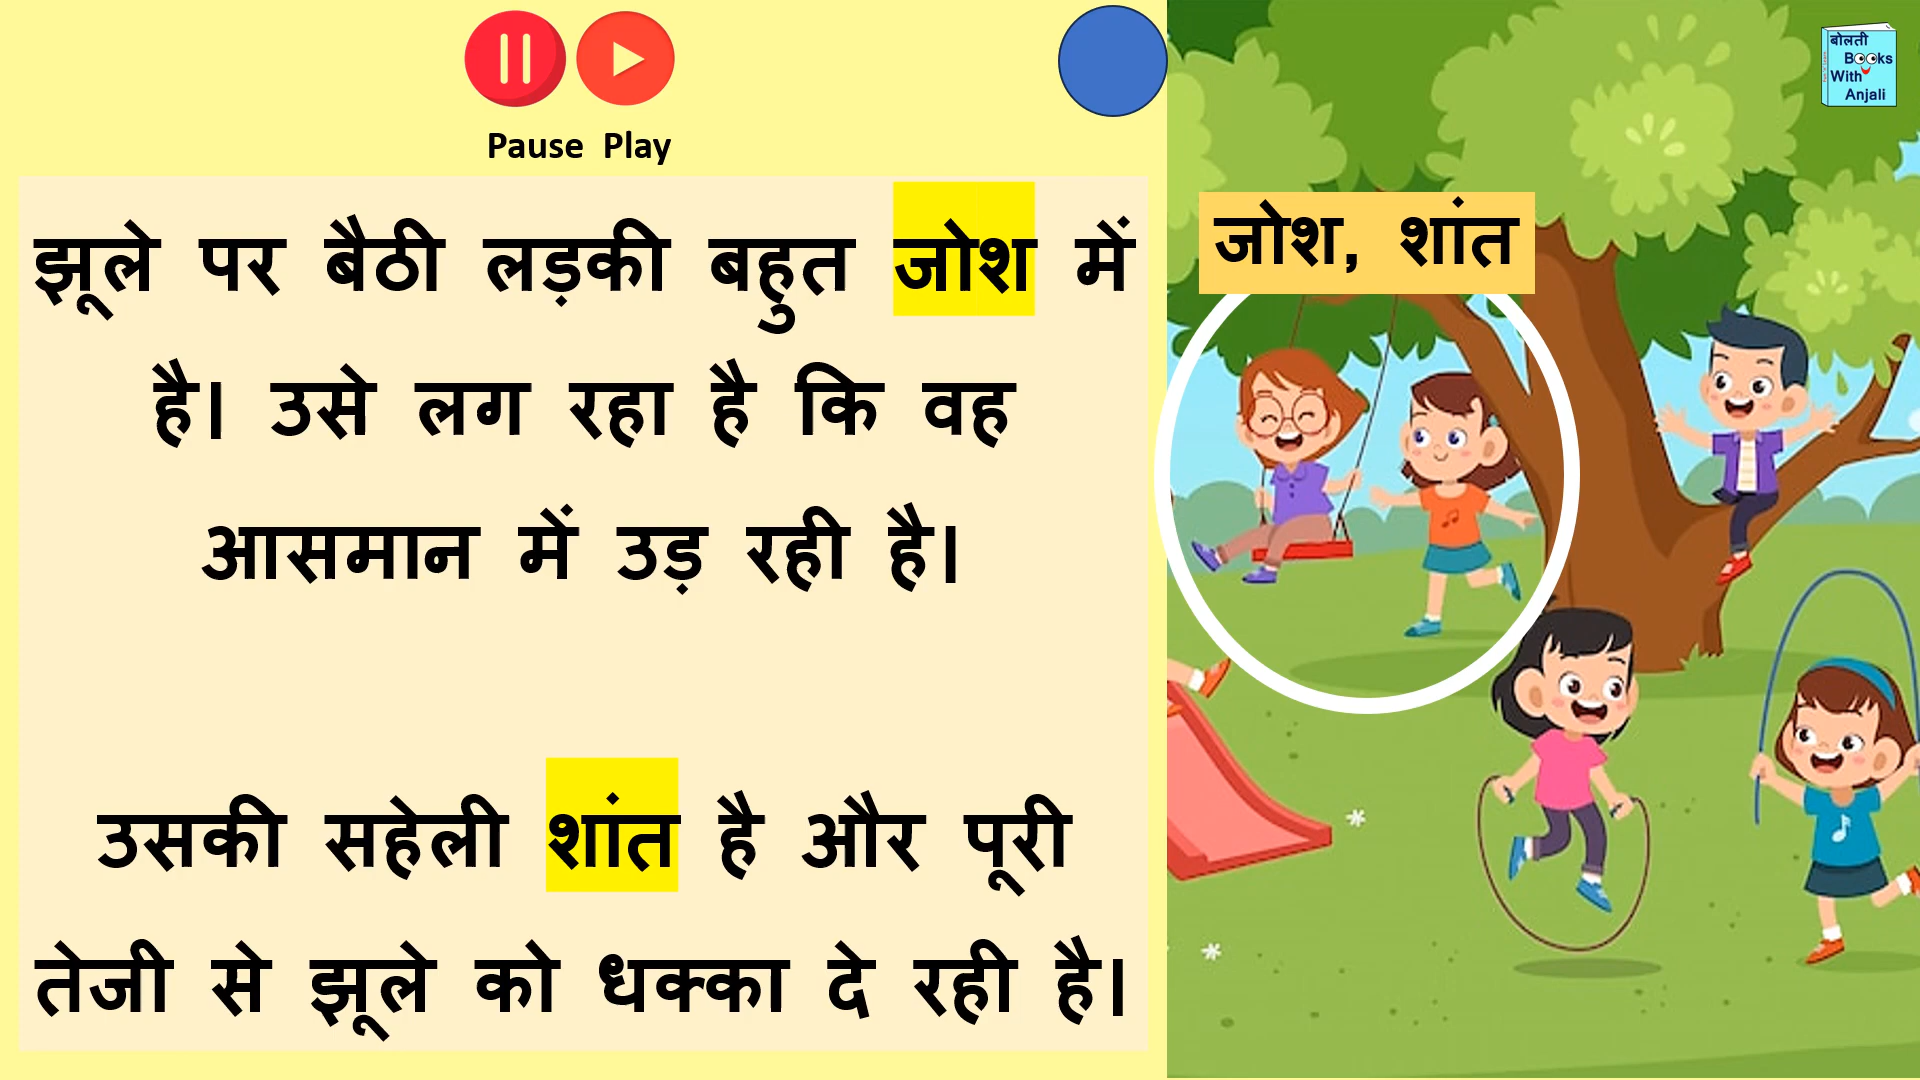 Pause Play
झूले पर बैठी लड़की बहुत जोश में
है। उसे लग रहा है कि वह
आसमान में उड़ रही है।
उसकी सहेली शांत है और पूरी
तेजी से झूले को धक्का दे रही है।
जोश, शांत
बोलती
Books
With
Anjali